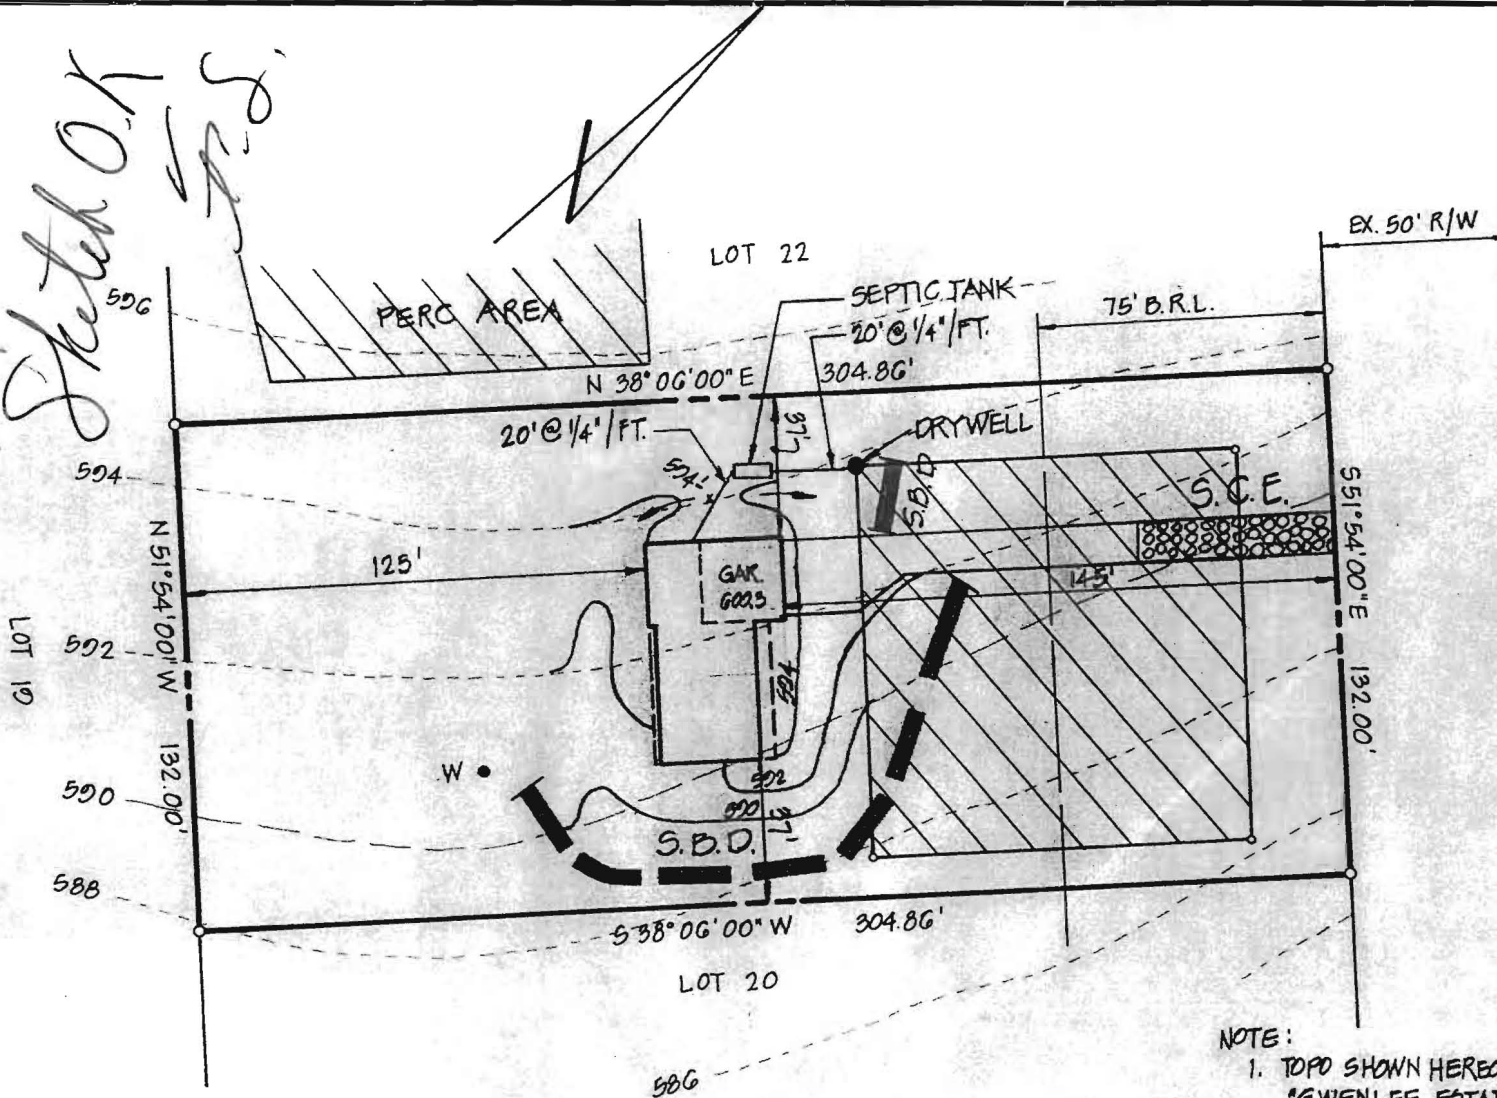 Sketch O.K
EX. 50' R/W
LOT 22
596
SEPTIC TANK
75' B.R.L.
PERC AREA
20' @ 1/4"/FT.
N 38° 06' 00" E
304.86'
20' @ 1/4"/FT.
37'
DRYWELL
594
594
S.B.D
S.C.E.
S 51° 54' 00" E
132.00'
N 51° 54' 00" W
132.00'
125'
GAR.
600.3
145'
LOT 19
592
594
W
592
590
590
37'
S.B.D.
588
S 38° 06' 00" W
304.86'
LOT 20
586
NOTE:
1. TOPO SHOWN